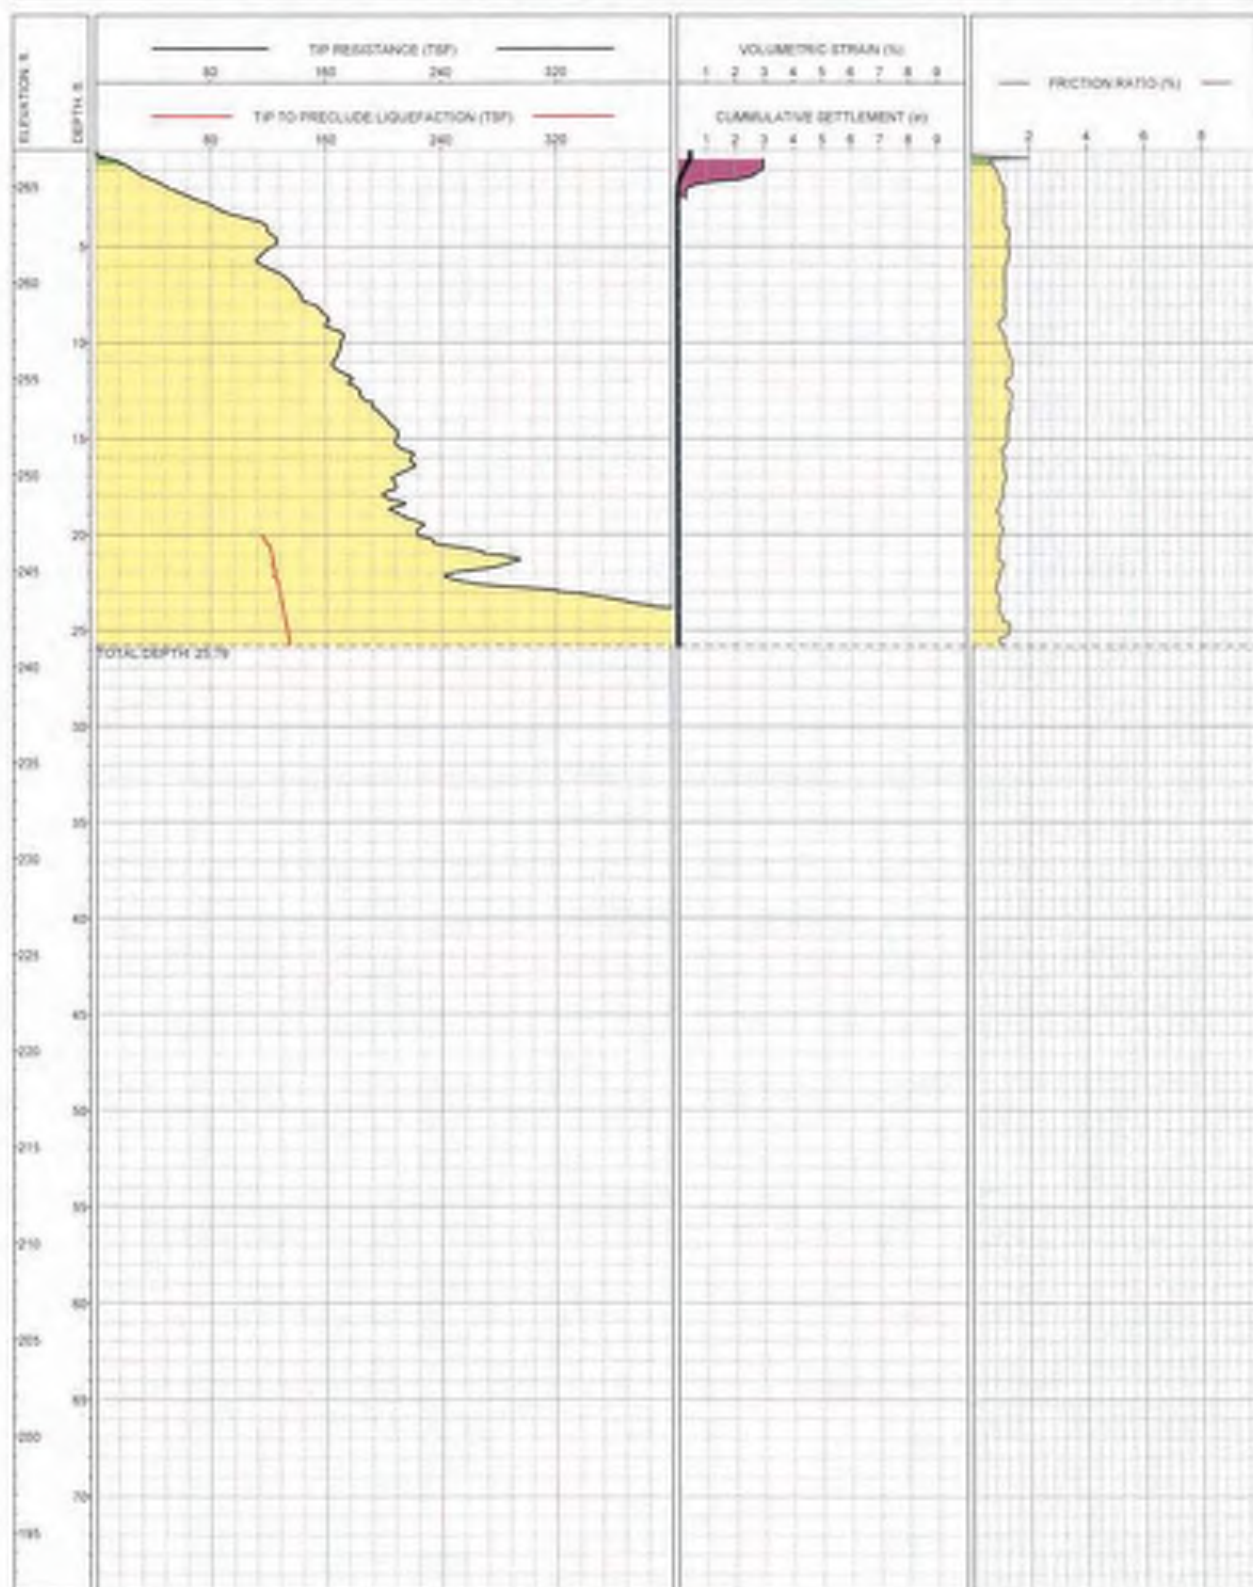 ELEVATION, ft.
DEPTH, ft.
TIP RESISTANCE (TSF)
80 160 240 320
TIP TO PRECLUDE LIQUEFACTION (TSF)
80 160 240 320
VOLUMETRIC STRAIN (%)
1 2 3 4 5 6 7 8 9
CUMMULATIVE SETTLEMENT (in)
1 2 3 4 5 6 7 8 9
FRICTION RATIO (%)
2 4 6 8
265
5
260
10
255
15
250
20
245
25
TOTAL DEPTH: 25.79
240
30
235
35
230
40
225
45
220
50
215
55
210
60
205
65
200
70
195